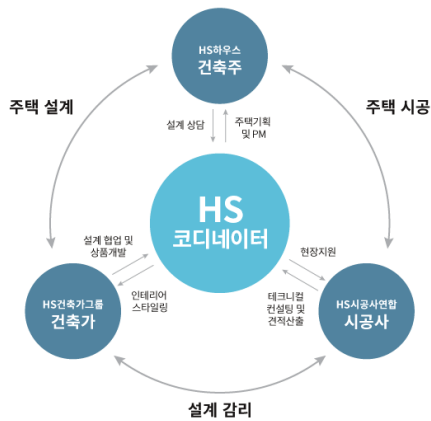 HS하우스
건축주
주택 설계
주택 시공
설계 상담
주택기획
및 PM
HS
코디네이터
설계 협업 및
상품개발
현장지원
인테리어
스타일링
테크니컬
컨설팅 및
견적산출
HS건축가그룹
건축가
HS시공사연합
시공사
설계 감리